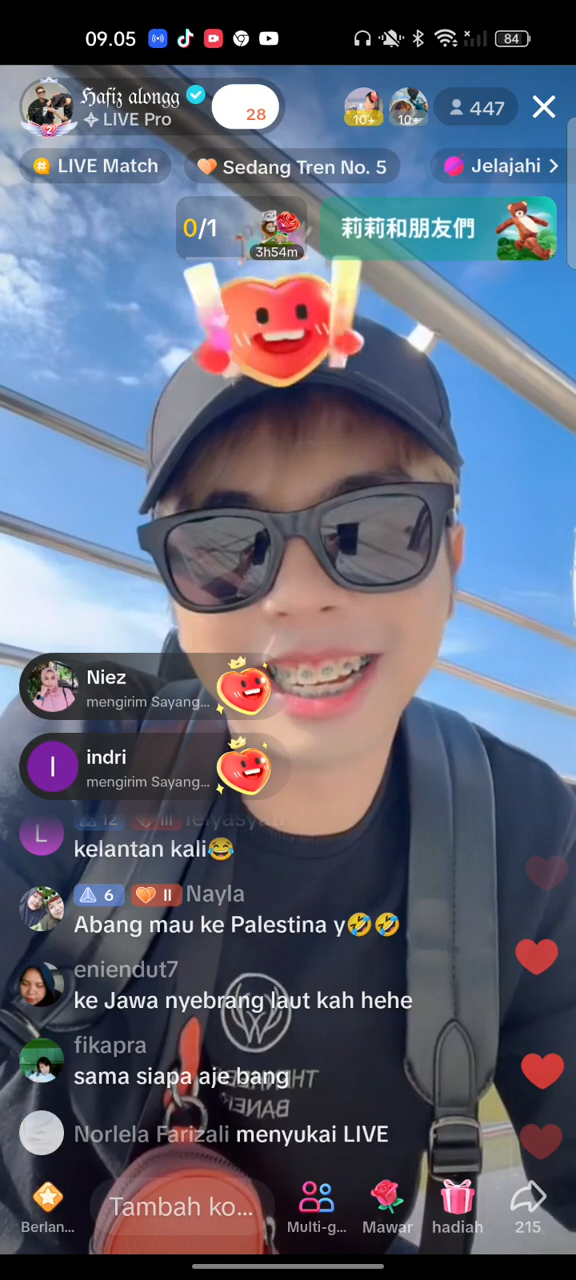 09.05
84
Hafiz alongg
LIVE Pro
28
10+
10+
447
LIVE Match
Sedang Tren No. 5
Jelajahi
0/1
3h54m
莉莉和朋友們
Niez
mengirim Sayang...
indri
mengirim Sayang...
L
12
III
kelantan kali😂
6
II
Nayla
Abang mau ke Palestina y🤣🤣
eniendut7
ke Jawa nyebrang laut kah hehe
fikapra
sama siapa aje bang
Norlela Farizali menyukai LIVE
Berlan...
Tambah ko...
Multi-g...
Mawar
hadiah
215